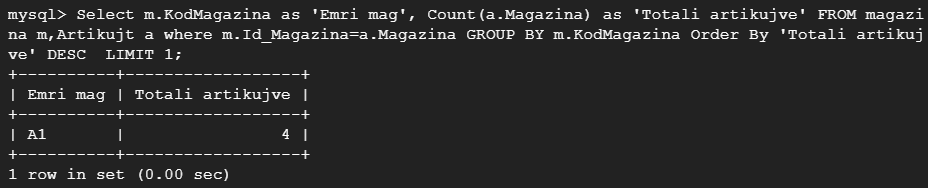 mysql> Select m.KodMagazina as 'Emri mag', Count(a.Magazina) as 'Totali artikujve' FROM magazi
na m,Artikujt a where m.Id_Magazina=a.Magazina GROUP BY m.KodMagazina Order By 'Totali artikuj
ve' DESC  LIMIT 1;
+----------+------------------+
| Emri mag | Totali artikujve |
+----------+------------------+
| A1       |                4 |
+----------+------------------+
1 row in set (0.00 sec)